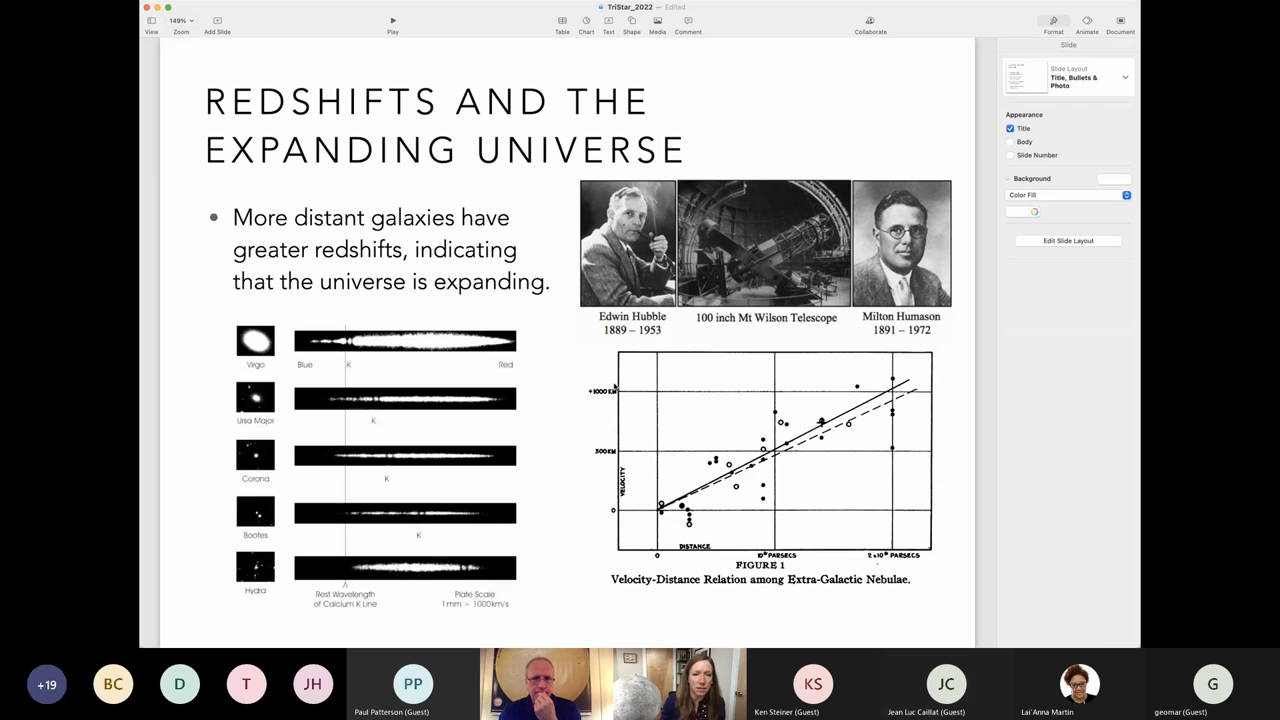 TriStar_2022 — Edited
149%
View
Zoom
Add Slide
Play
Table
Chart
Text
Shape
Media
Comment
Collaborate
Format
Animate
Document
REDSHIFTS AND THE
EXPANDING UNIVERSE
• More distant galaxies have
greater redshifts, indicating
that the universe is expanding.
Edwin Hubble
1889 – 1953
100 inch Mt Wilson Telescope
Milton Humason
1891 – 1972
Virgo
Blue
K
Red
Ursa Major
K
Corona
K
Bootes
K
Hydra
Rest Wavelength
of Calcium K Line
Plate Scale
1 mm = 1000km/s
+1000 KM
500 KM
0
VELOCITY
DISTANCE
0
10⁶ PARSECS
2 x 10⁶ PARSECS
FIGURE 1
Velocity-Distance Relation among Extra-Galactic Nebulae.
Slide
Slide Layout
Title, Bullets &
Photo
Appearance
Title
Body
Slide Number
Background
Color Fill
Edit Slide Layout
+19
BC
D
T
JH
PP
Paul Patterson (Guest)
KS
Ken Steiner (Guest)
JC
Jean Luc Caillat (Guest)
Lai'Anna Martin
G
geomar (Guest)